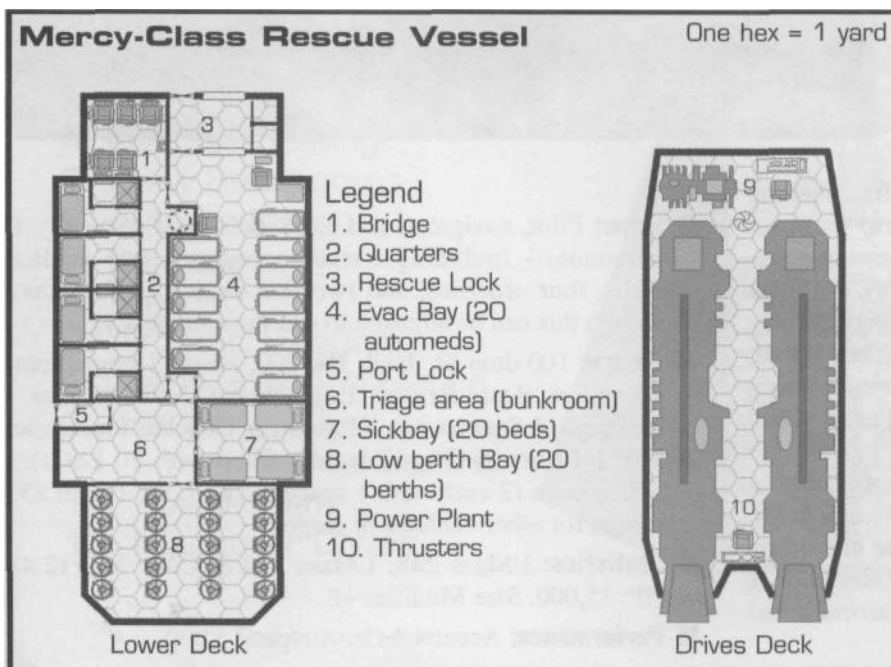 Mercy-Class Rescue Vessel
One hex = 1 yard
3
1
2
4
5
6
7
8
Lower Deck
Legend
1 Bridge
2 Quarters
3 Rescue Lock
4. Evac Bay (20
automeds)
5. Port Lock
6. Triage area (bunkroom)
7. Sickbay (20 beds)
8. Low berth Bay (20
berths)
9. Power Plant
10. Thrusters
9
10
Drives Deck